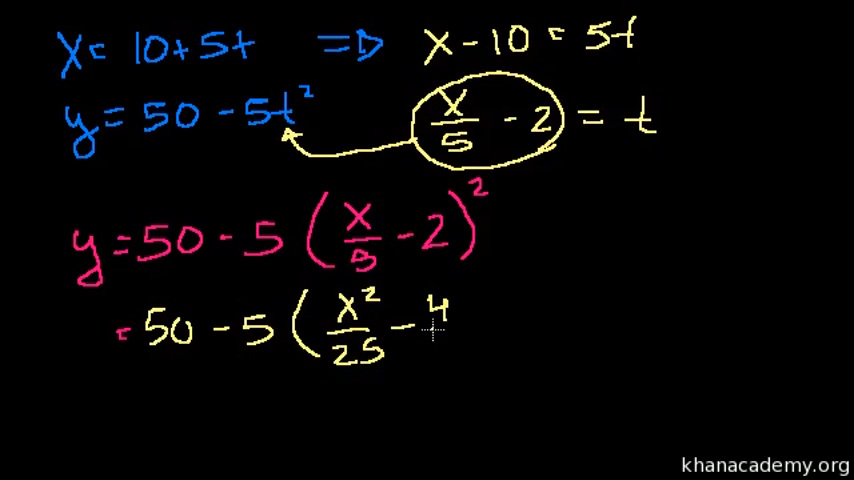 x = 10 + 5t ⇒ x - 10 = 5t
y = 50 - 5t² x/5 - 2 = t
y = 50 - 5 (x/5 - 2)²
= 50 - 5 (x²/25 - 4
khanacademy.org